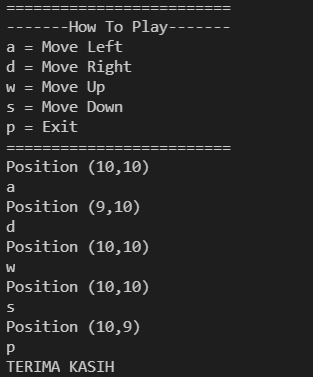 =========================
-------How To Play-------
a = Move Left
d = Move Right
w = Move Up
s = Move Down
p = Exit
=========================
Position (10,10)
a
Position (9,10)
d
Position (10,10)
w
Position (10,10)
s
Position (10,9)
p
TERIMA KASIH